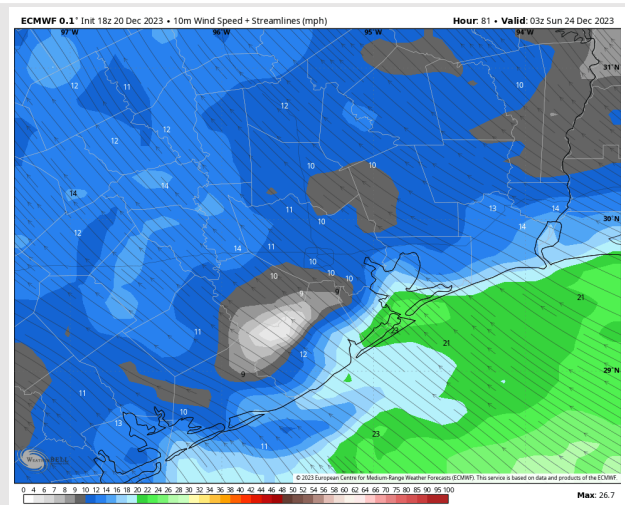 ECMWF 0.1° Init 18z 20 Dec 2023 • 10m Wind Speed + Streamlines (mph) Hour: 81 • Valid: 03z Sun 24 Dec 2023
97°W 96°W 95°W 94°W
31°N
12 11 10
12
12 12
10 10
14 14
11 13 14
10 30°N
12 14 11 14
10
10 10 10
9 9
21
11 23
12 21
29°N
9
11 10
13
23
11
WEATHERBELL
© 2023 European Centre for Medium-Range Weather Forecasts (ECMWF). This service is based on data and products of the ECMWF
0 4 6 7 8 9 10 12 14 16 18 20 22 24 26 28 30 32 34 36 38 40 42 44 46 48 50 52 54 56 58 60 62 64 66 70 75 80 85 90 95 100
Max: 26.7